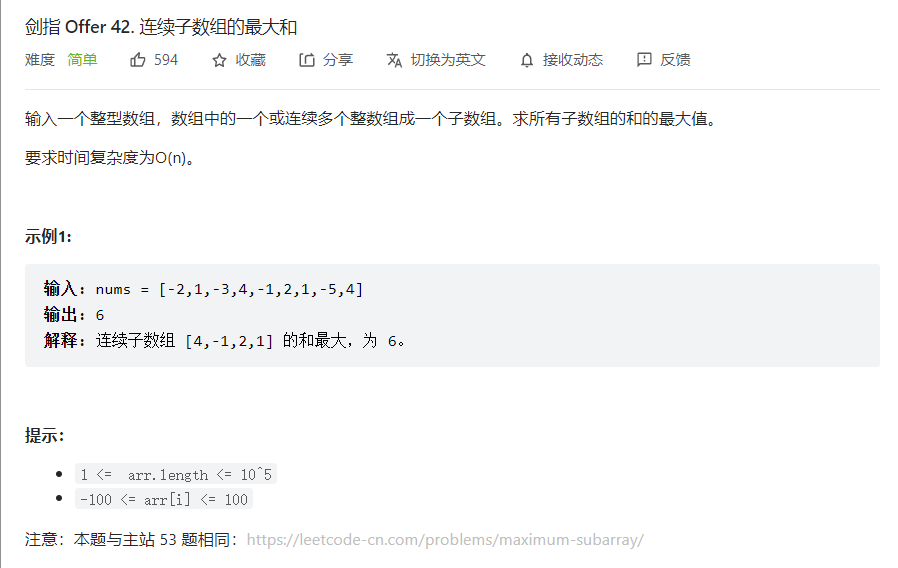 剑指 Offer 42. 连续子数组的最大和
难度 简单 594 收藏 分享 切换为英文 接收动态 反馈
输入一个整型数组，数组中的一个或连续多个整数组成一个子数组。求所有子数组的和的最大值。
要求时间复杂度为O(n)。
示例1:
输入: nums = [-2,1,-3,4,-1,2,1,-5,4]
输出: 6
解释: 连续子数组 [4,-1,2,1] 的和最大，为 6。
提示：
1 <= arr.length <= 10^5
-100 <= arr[i] <= 100
注意：本题与主站 53 题相同：https://leetcode-cn.com/problems/maximum-subarray/